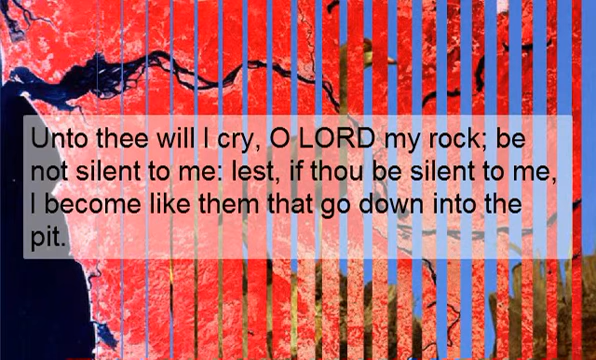 Unto thee will I cry, O LORD my rock; be
not silent to me: lest, if thou be silent to me,
I become like them that go down into the
pit.